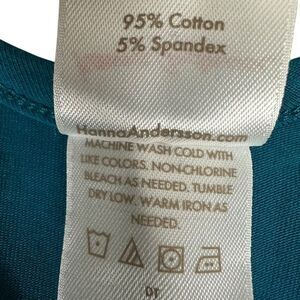 95% Cotton
5% Spandex
HannaAndersson.com
MACHINE WASH COLD WITH
LIKE COLORS. NON-CHLORINE
BLEACH AS NEEDED. TUMBLE
DRY LOW. WARM IRON AS
NEEDED.
DT